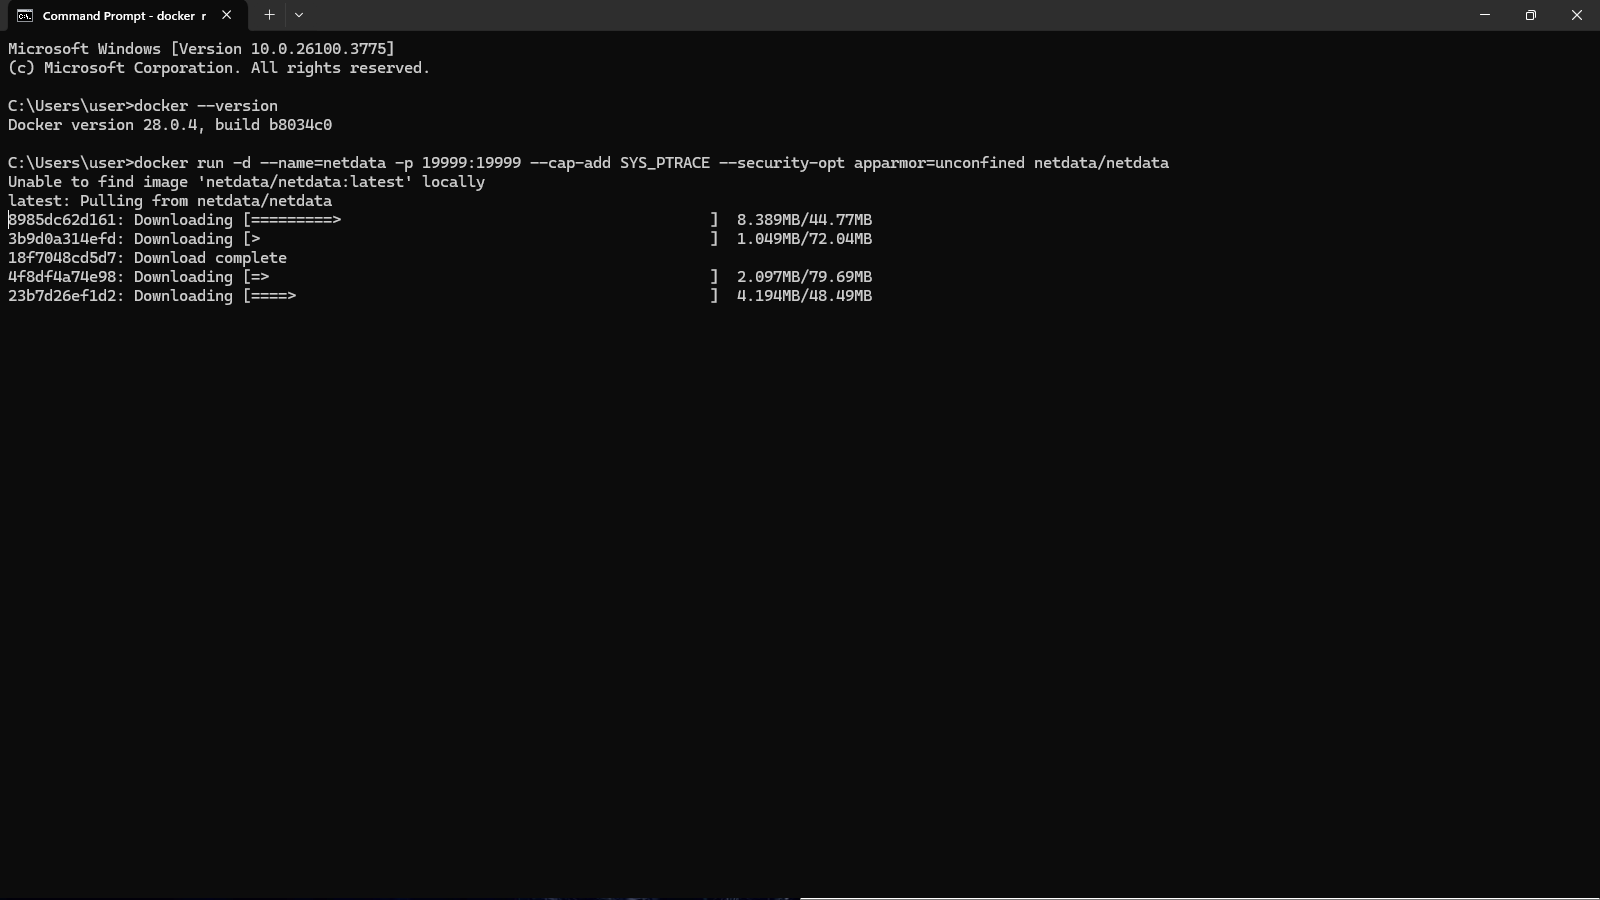 Command Prompt - docker r
Microsoft Windows [Version 10.0.26100.3775]
(c) Microsoft Corporation. All rights reserved.
C:\Users\user>docker --version
Docker version 28.0.4, build b8034c0
C:\Users\user>docker run -d --name=netdata -p 19999:19999 --cap-add SYS_PTRACE --security-opt apparmor=unconfined netdata/netdata
Unable to find image 'netdata/netdata:latest' locally
latest: Pulling from netdata/netdata
8985dc62d161: Downloading [=========>                                         ]  8.389MB/44.77MB
3b9d0a314efd: Downloading [>                                                  ]  1.049MB/72.04MB
18f7048cd5d7: Download complete
4f8df4a74e98: Downloading [=>                                                 ]  2.097MB/79.69MB
23b7d26ef1d2: Downloading [====>                                              ]  4.194MB/48.49MB